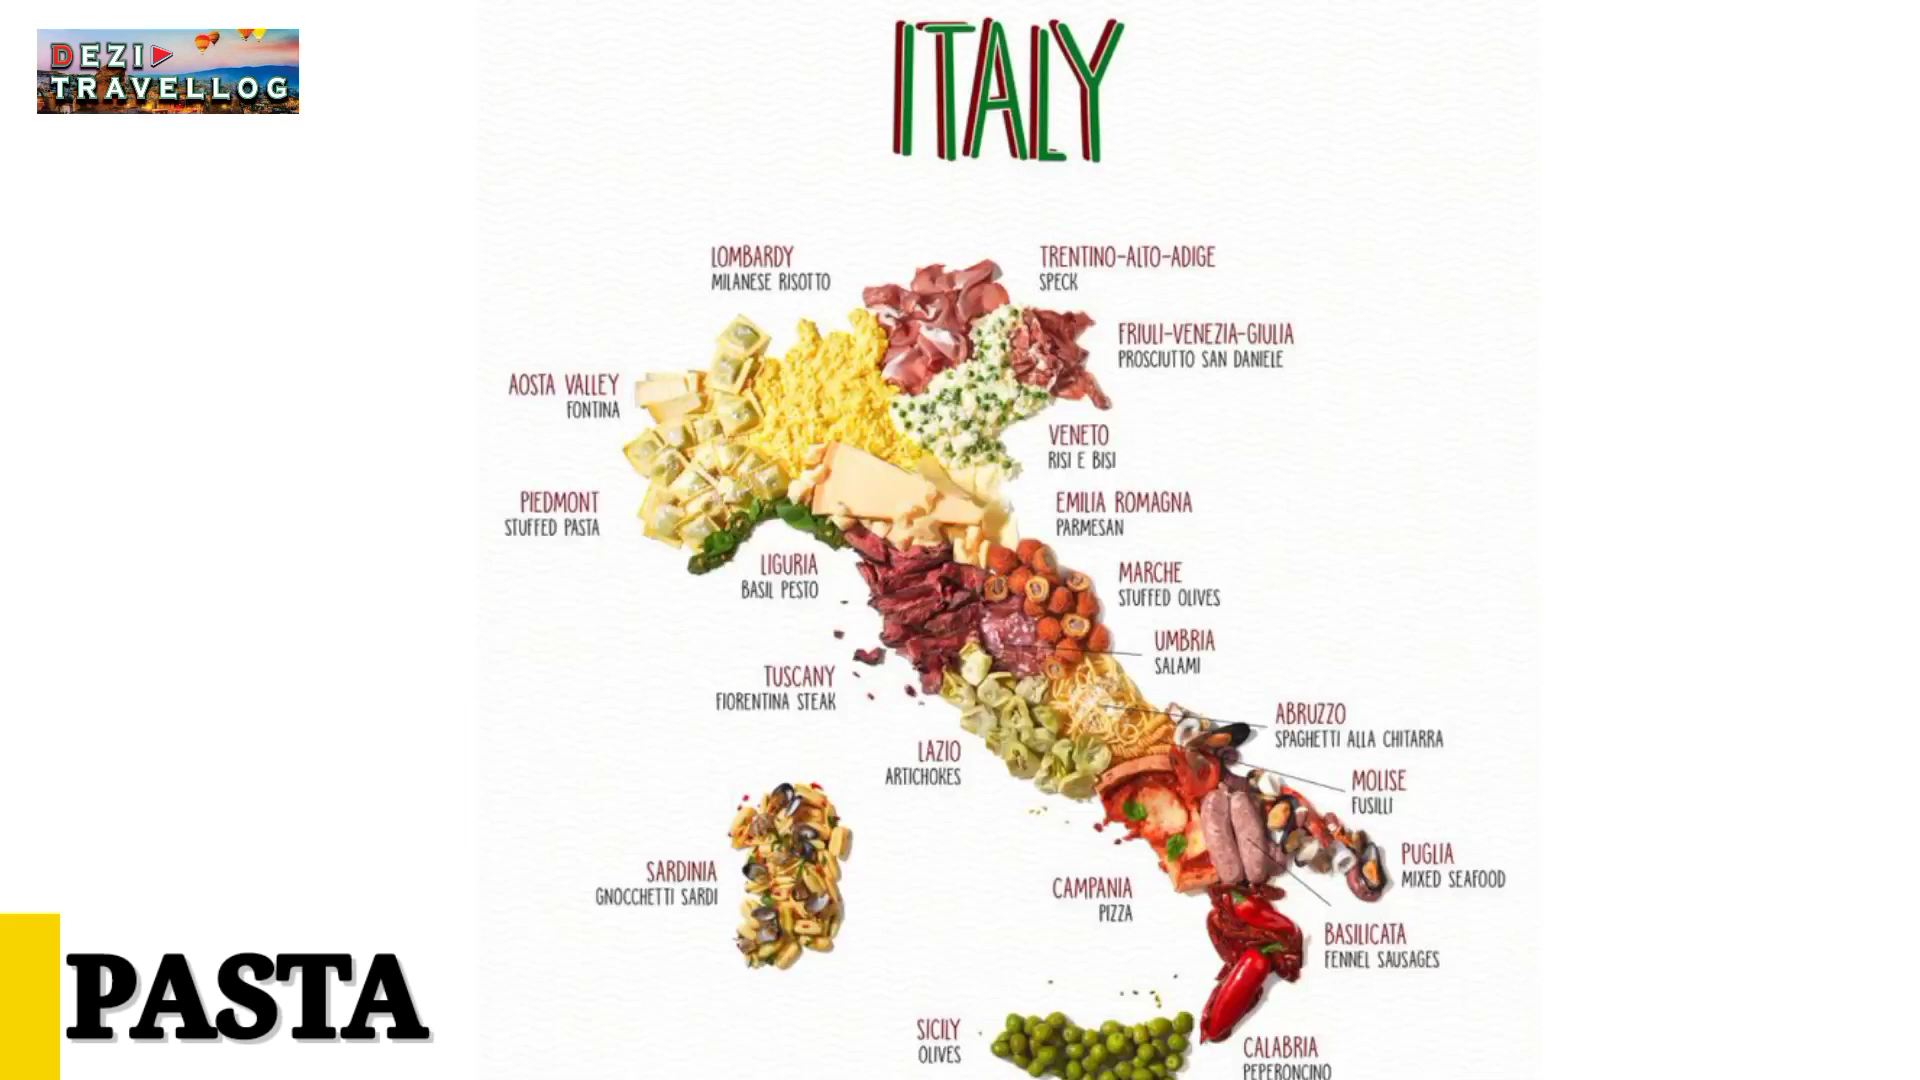 DEZI
TRAVELLOG
ITALY
LOMBARDY
MILANESE RISOTTO
TRENTINO-ALTO-ADIGE
SPECK
FRIULI-VENEZIA-GIULIA
PROSCIUTTO SAN DANIELE
AOSTA VALLEY
FONTINA
VENETO
RISI E BISI
PIEDMONT
STUFFED PASTA
EMILIA ROMAGNA
PARMESAN
LIGURIA
BASIL PESTO
MARCHE
STUFFED OLIVES
UMBRIA
SALAMI
TUSCANY
FIORENTINA STEAK
ABRUZZO
SPAGHETTI ALLA CHITARRA
LAZIO
ARTICHOKES
MOLISE
FUSILLI
PUGLIA
MIXED SEAFOOD
SARDINIA
GNOCCHETTI SARDI
CAMPANIA
PIZZA
BASILICATA
FENNEL SAUSAGES
PASTA
SICILY
OLIVES
CALABRIA
PEPERONCINO